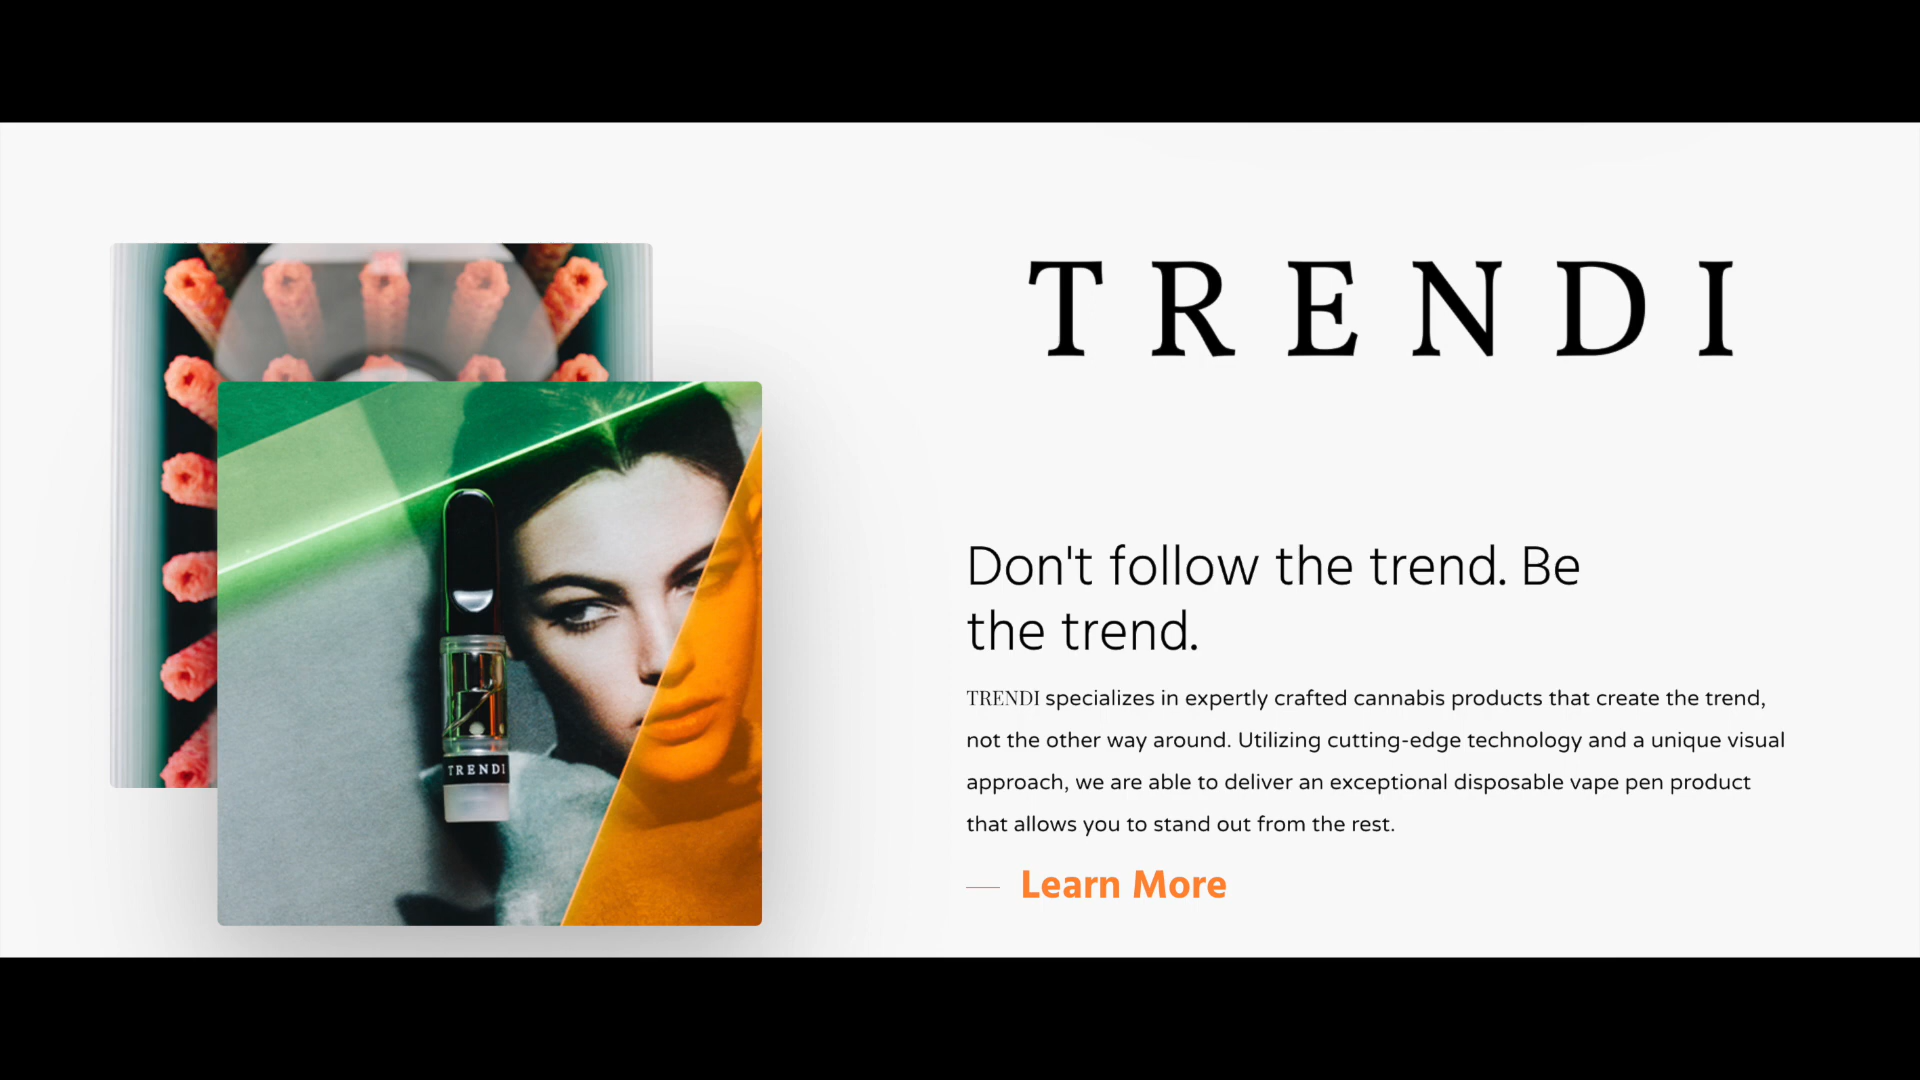 T R E N D I
TRENDI
Don't follow the trend. Be
the trend.
TRENDI specializes in expertly crafted cannabis products that create the trend,
not the other way around. Utilizing cutting-edge technology and a unique visual
approach, we are able to deliver an exceptional disposable vape pen product
that allows you to stand out from the rest.
Learn More